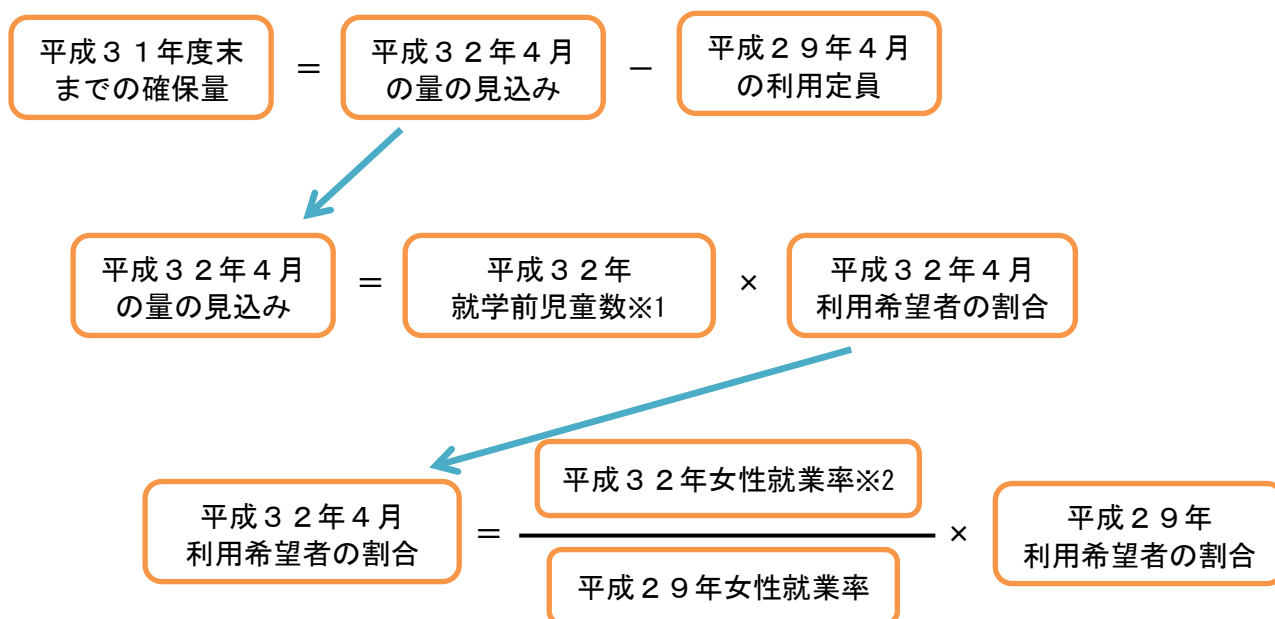 平成３１年度末
までの確保量
＝
平成３２年４月
の量の見込み
－
平成２９年４月
の利用定員
平成３２年４月
の量の見込み
＝
平成３２年
就学前児童数※1
×
平成３２年４月
利用希望者の割合
平成３２年４月
利用希望者の割合
＝
平成３２年女性就業率※2
平成２９年女性就業率
×
平成２９年
利用希望者の割合